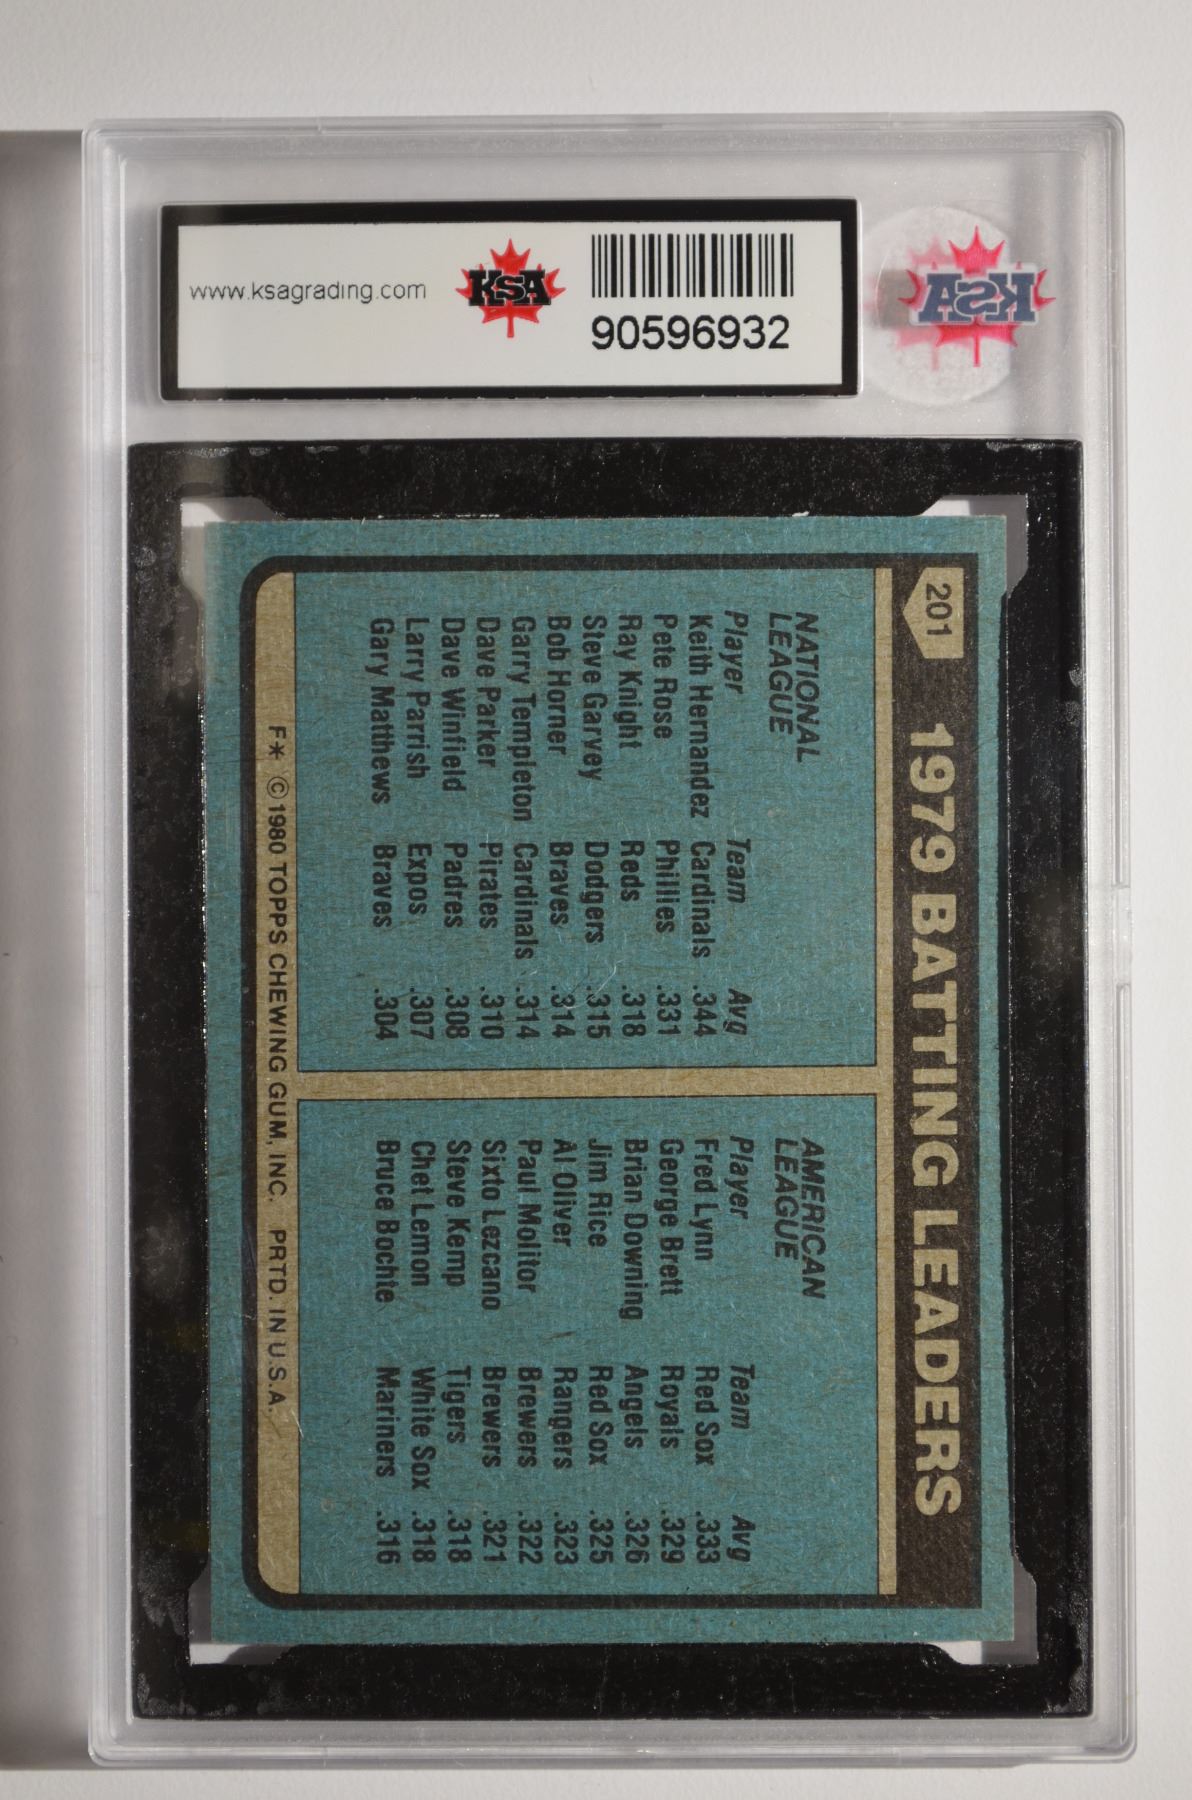 www.ksagrading.com
KSA
90596932
KSA
201
1979 BATTING LEADERS
NATIONAL
LEAGUE
Player Team Avg
Keith Hernandez Cardinals .344
Pete Rose Phillies .331
Ray Knight Reds .318
Steve Garvey Dodgers .315
Bob Horner Braves .314
Garry Templeton Cardinals .314
Dave Parker Pirates .310
Dave Winfield Padres .308
Larry Parrish Expos .307
Gary Matthews Braves .304
AMERICAN
LEAGUE
Player Team Avg
Fred Lynn Red Sox .333
George Brett Royals .329
Brian Downing Angels .326
Jim Rice Red Sox .325
Al Oliver Rangers .323
Paul Molitor Brewers .322
Sixto Lezcano Brewers .321
Steve Kemp Tigers .318
Chet Lemon White Sox .318
Bruce Bochte Mariners .316
F* © 1980 TOPPS CHEWING GUM, INC. PRTD. IN U.S.A.